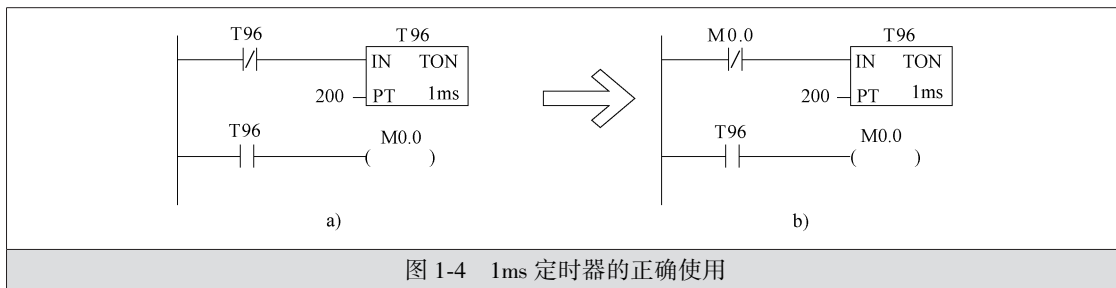 T96 T96 M0.0 T96
IN TON IN TON
200 PT 1ms 200 PT 1ms
T96 M0.0 T96 M0.0
( ) ( )
a) b)
图 1-4 1ms 定时器的正确使用